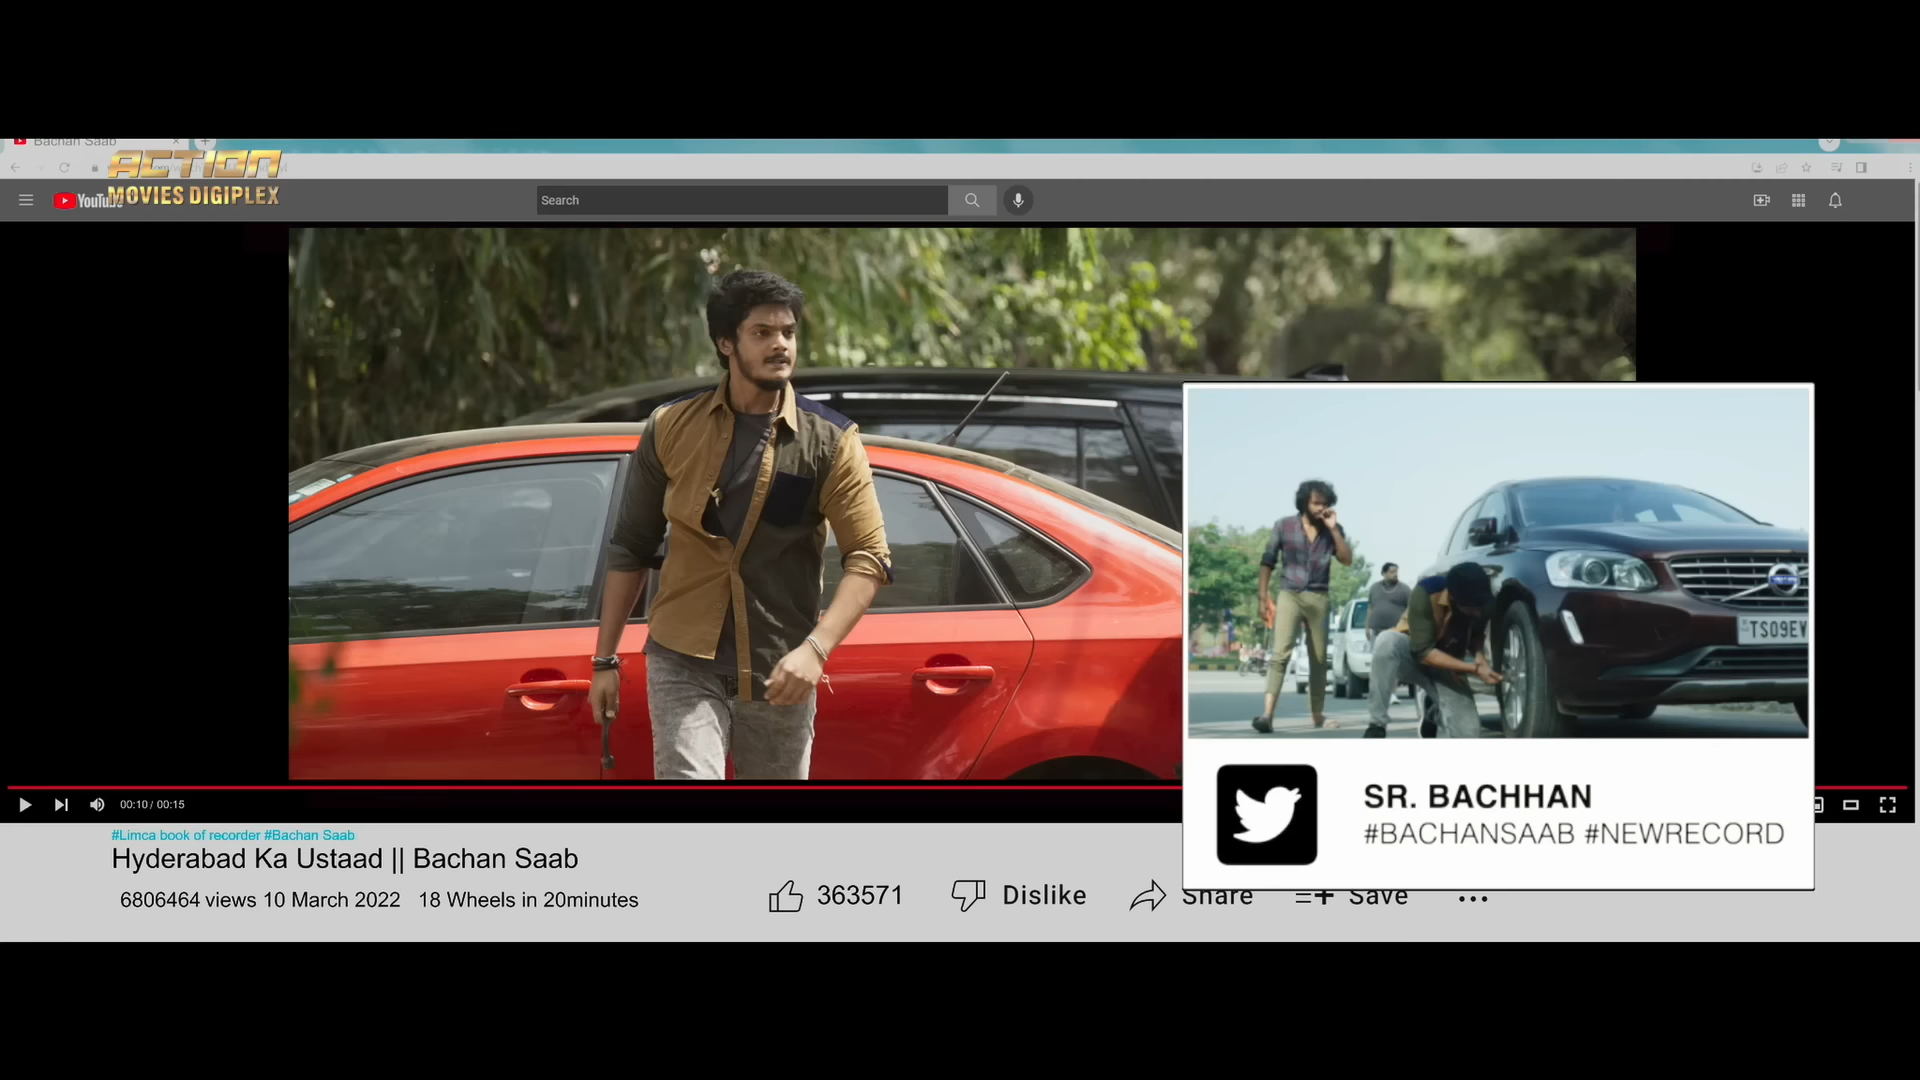 Bachan Saab
ACTION
MOVIES DIGIPLEX
YouTube
Search
TS09EV
00:10 / 00:15
#Limca book of recorder #Bachan Saab
Hyderabad Ka Ustaad || Bachan Saab
6806464 views 10 March 2022 18 Wheels in 20minutes
363571 Dislike Share Save
SR. BACHHAN
#BACHANSAAB #NEWRECORD